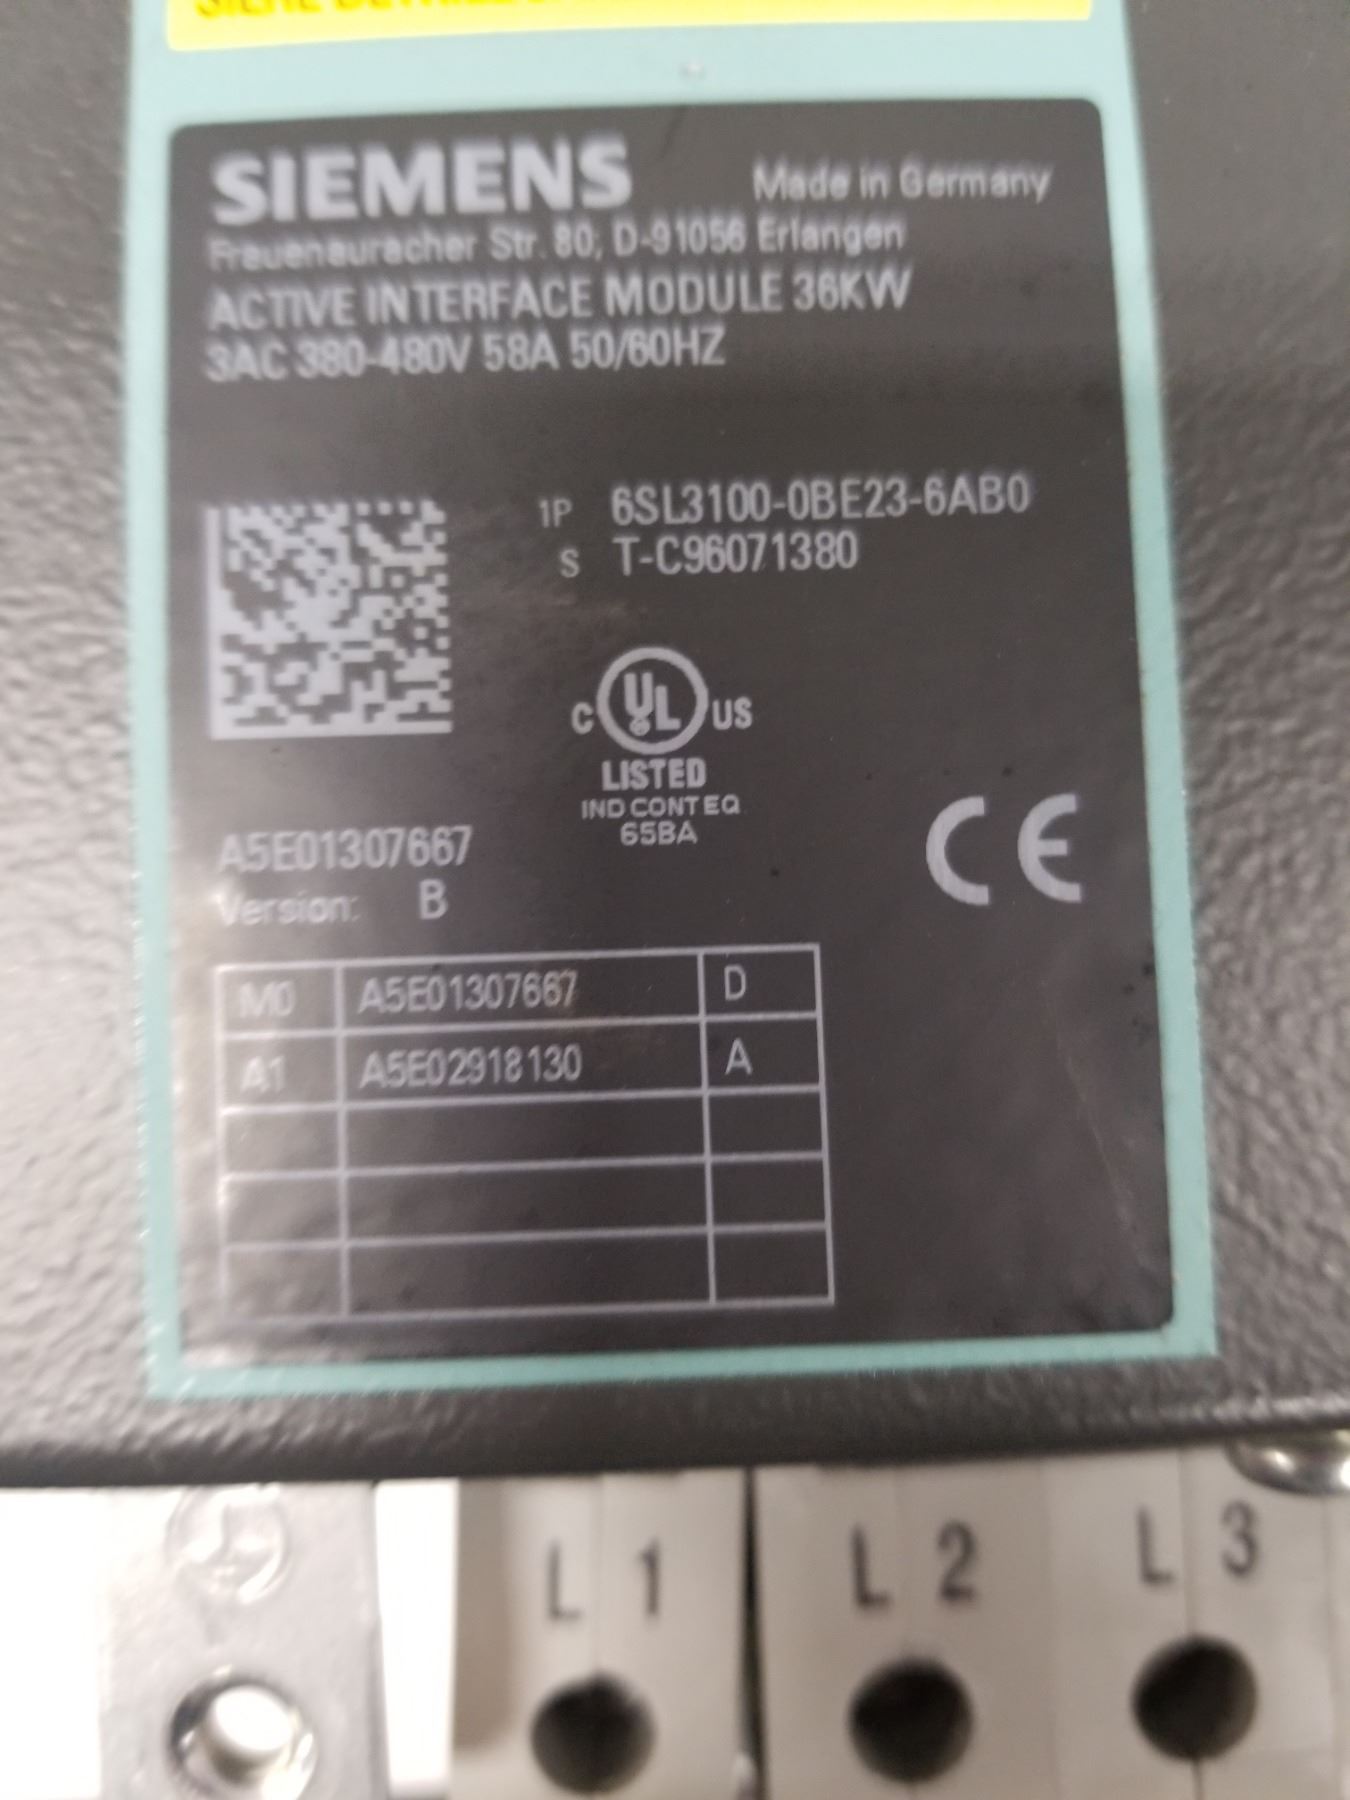 SIEMENS Made in Germany
Frauenauracher Str. 80, D-91056 Erlangen
ACTIVE INTERFACE MODULE 36KW
3AC 380-480V 58A 50/60HZ
1P 6SL3100-0BE23-6AB0
S T-C96071380
C UL US
LISTED
IND CONT EQ
65BA
CE
A5E01307667
Version: B
M0 A5E01307667 D
A1 A5E02918130 A
L1 L2 L3